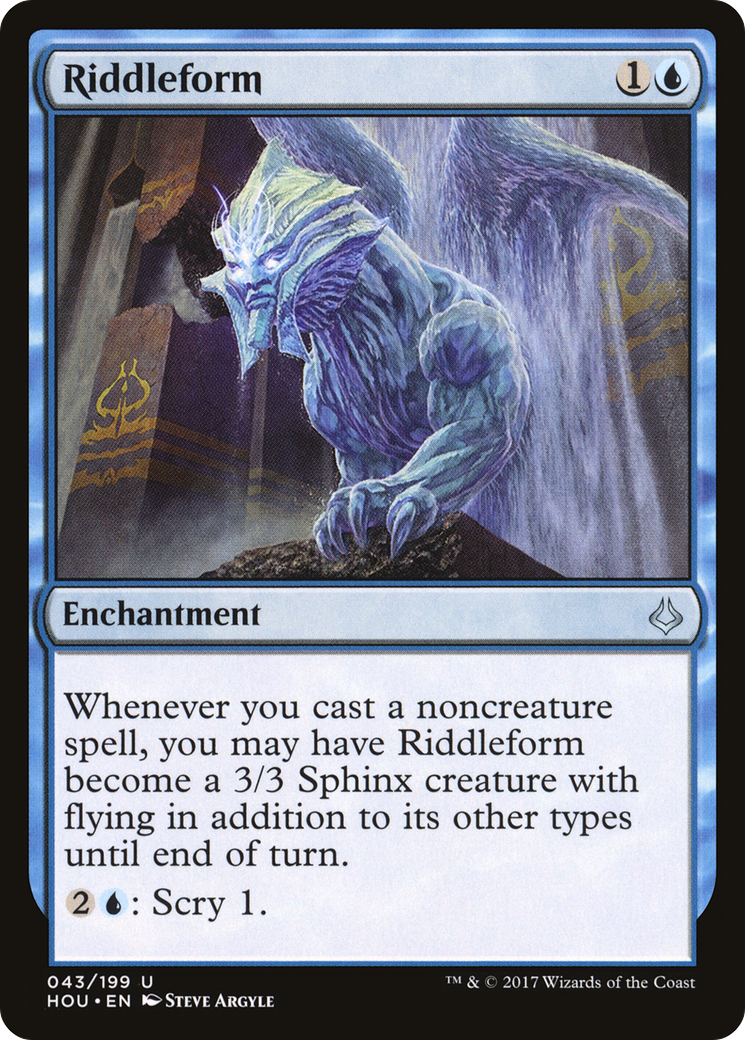 Riddleform 1
Enchantment
Whenever you cast a noncreature
spell, you may have Riddleform
become a 3/3 Sphinx creature with
flying in addition to its other types
until end of turn.
2 : Scry 1.
043/199 U
HOU • EN STEVE ARGYLE
™ & © 2017 Wizards of the Coast